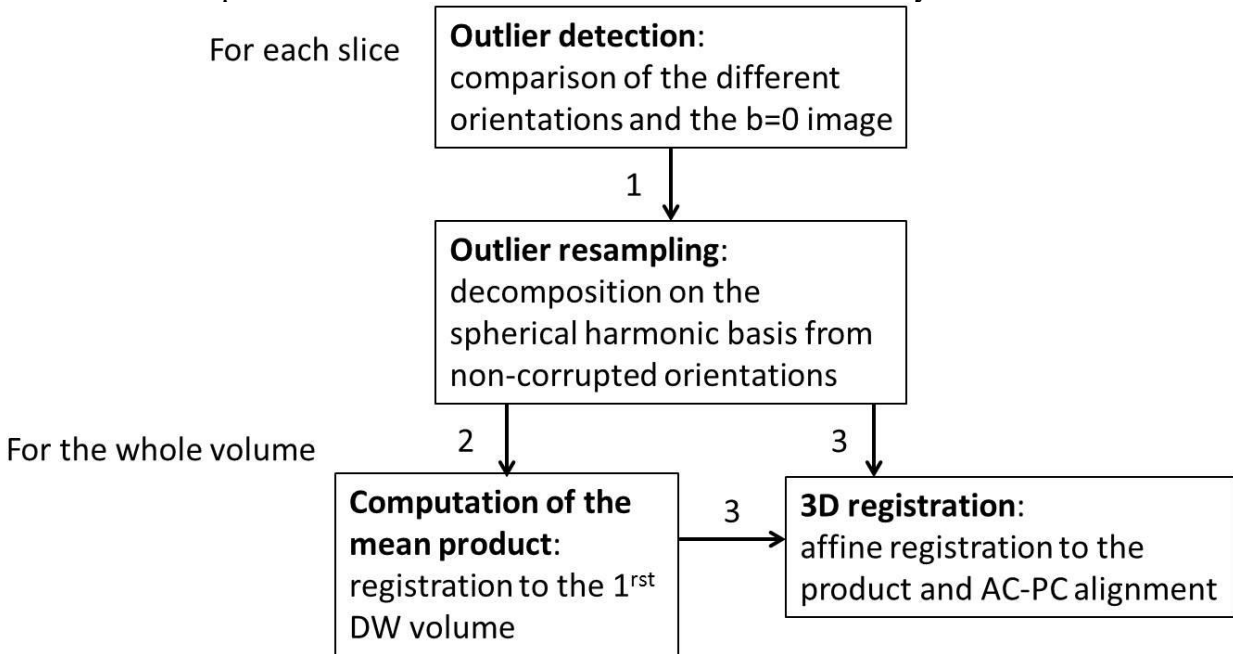 For each slice
Outlier detection:
comparison of the different
orientations and the b=0 image
1
Outlier resampling:
decomposition on the
spherical harmonic basis from
non-corrupted orientations
For the whole volume
2
3
Computation of the
mean product:
registration to the 1rst
DW volume
3
3D registration:
affine registration to the
product and AC-PC alignment